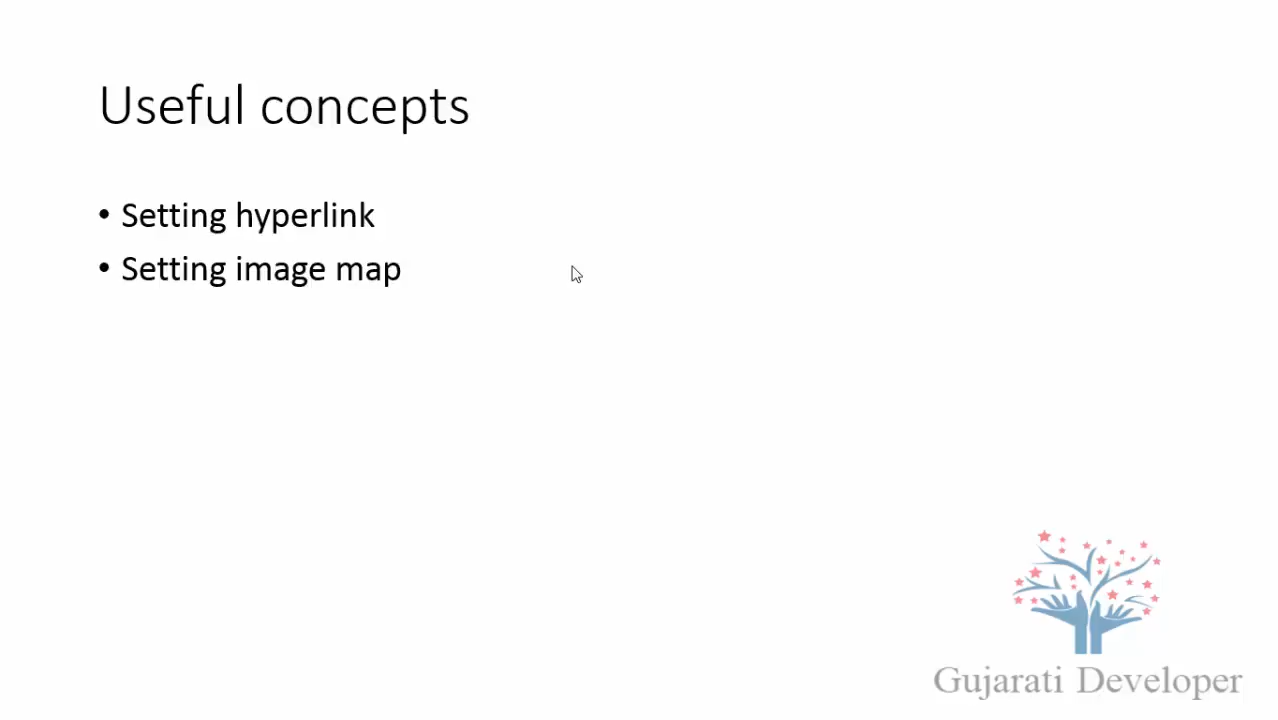 Useful concepts
• Setting hyperlink
• Setting image map
Gujarati Developer